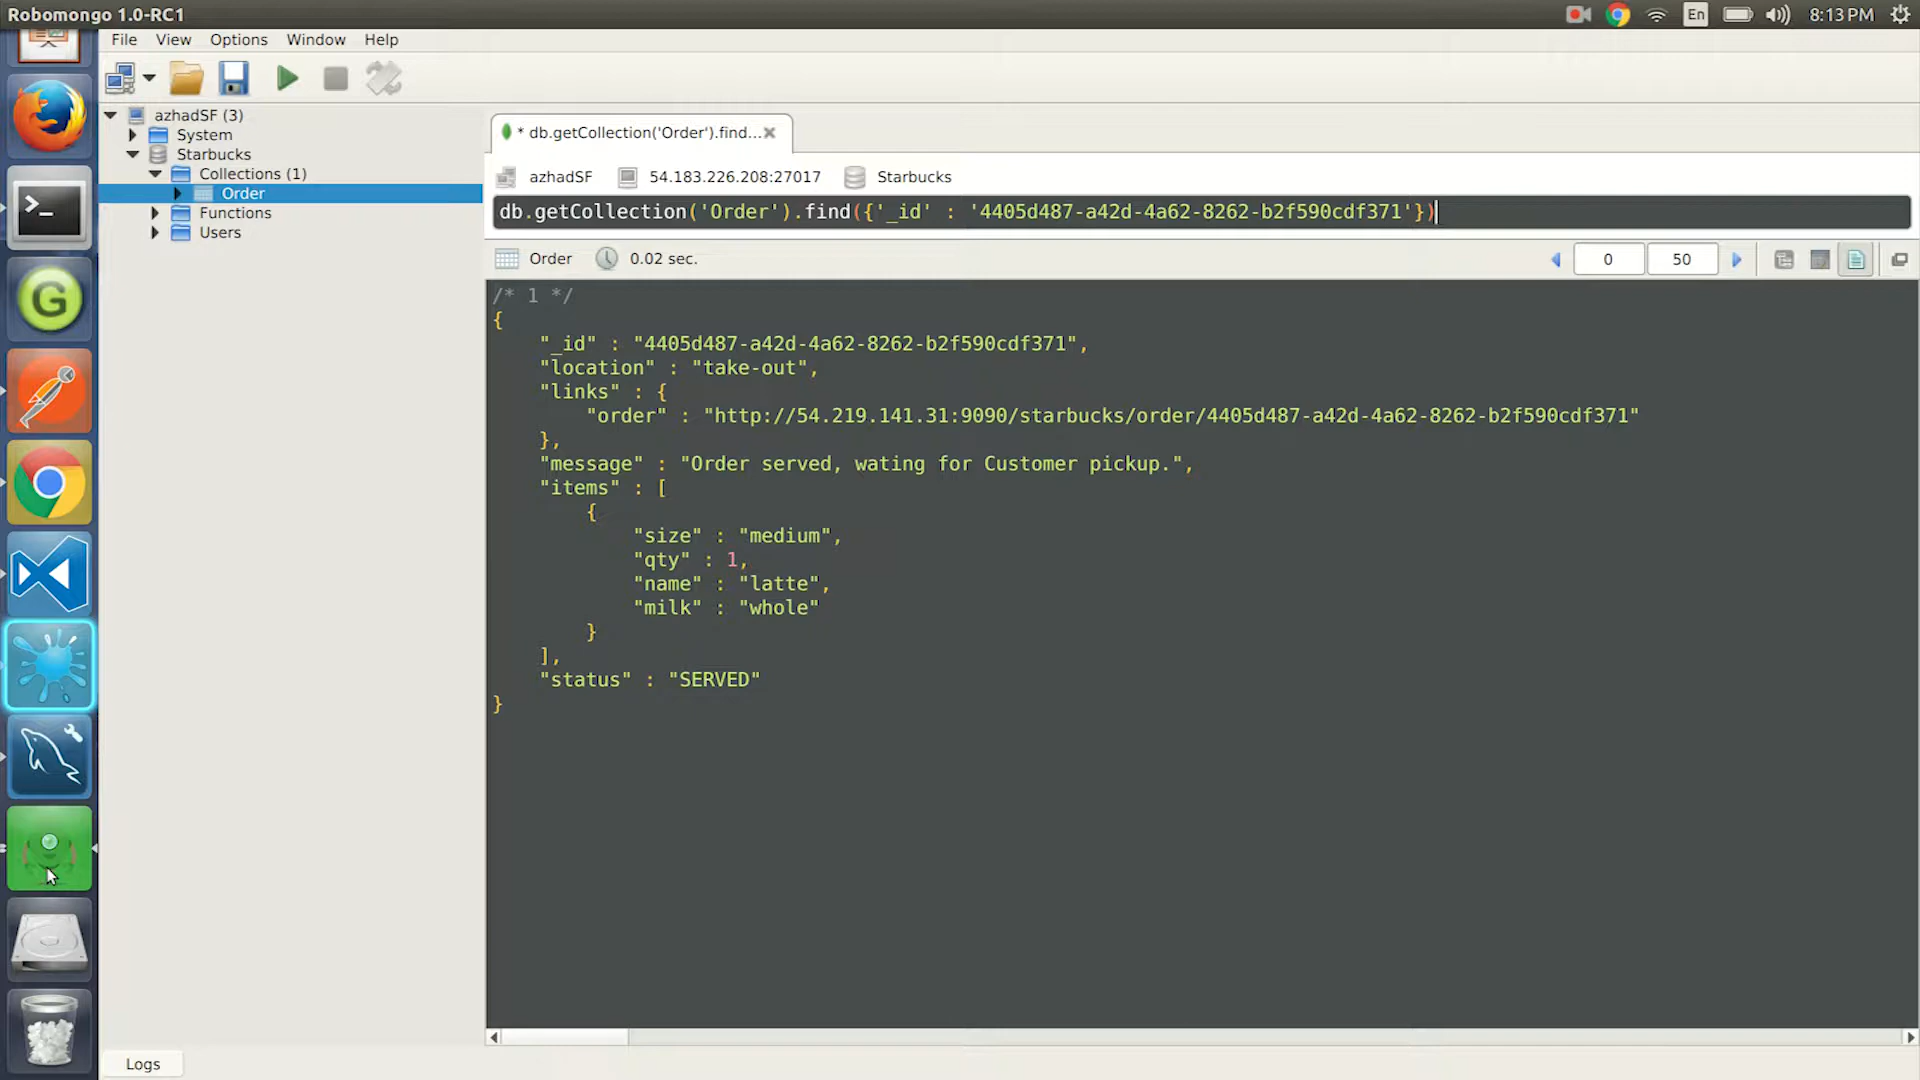 Robomongo 1.0-RC1
En
8:13 PM
File View Options Window Help
azhadSF (3)
System
Starbucks
Collections (1)
Order
Functions
Users
* db.getCollection('Order').find...
azhadSF 54.183.226.208:27017 Starbucks
db.getCollection('Order').find({'_id' : '4405d487-a42d-4a62-8262-b2f590cdf371'})
Order 0.02 sec.
0 50
/* 1 */
{
"_id" : "4405d487-a42d-4a62-8262-b2f590cdf371",
"location" : "take-out",
"links" : {
"order" : "http://54.219.141.31:9090/starbucks/order/4405d487-a42d-4a62-8262-b2f590cdf371"
},
"message" : "Order served, wating for Customer pickup.",
"items" : [
{
"size" : "medium",
"qty" : 1,
"name" : "latte",
"milk" : "whole"
}
],
"status" : "SERVED"
}
>_
G
Logs